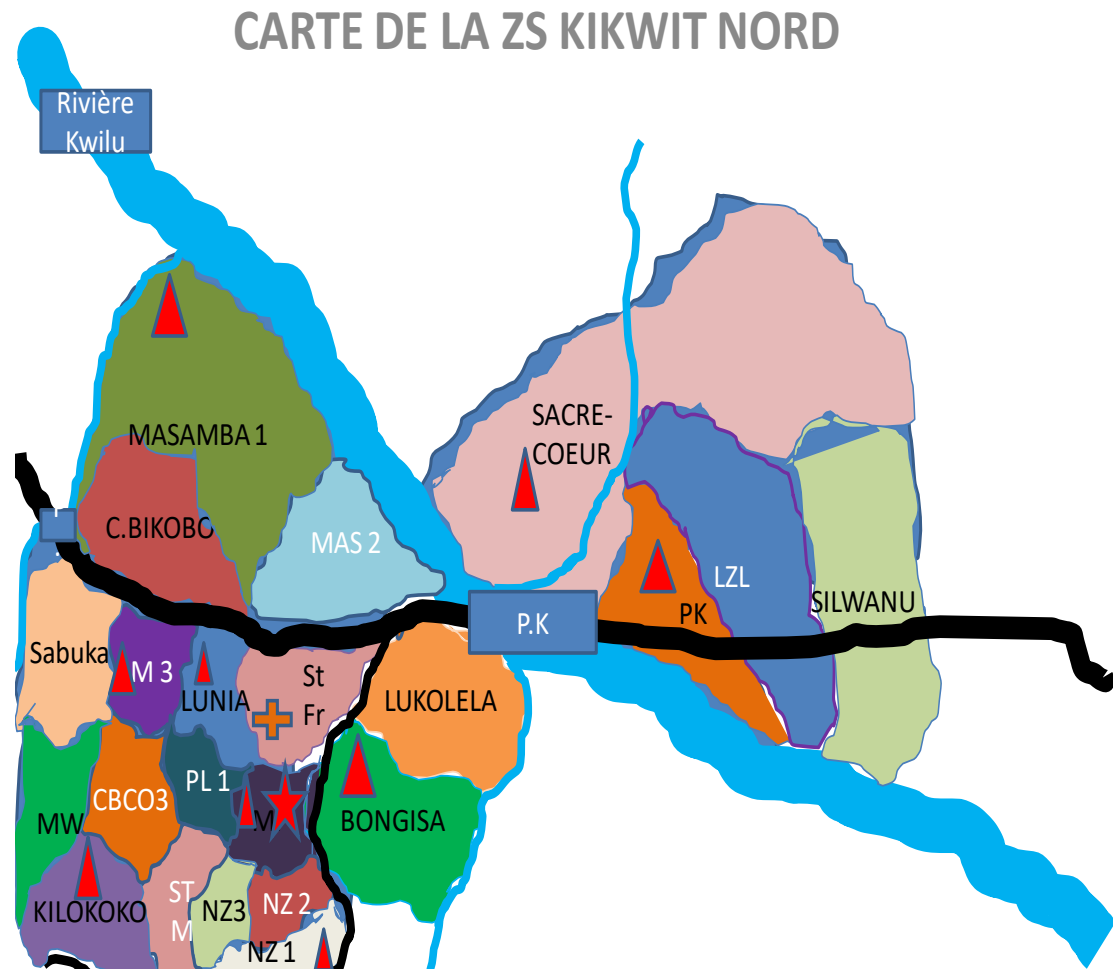 CARTE DE LA ZS KIKWIT NORD
Rivière
Kwilu
SACRE-
COEUR
MASAMBA 1
C.BIKOBO
MAS 2
LZL
SILWANU
PK
P.K
Sabuka
M 3
LUNIA
St
Fr
LUKOLELA
PL 1
CBCO3
MW
M
BONGISA
KILOKOKO
ST
M
NZ3
NZ 2
NZ 1